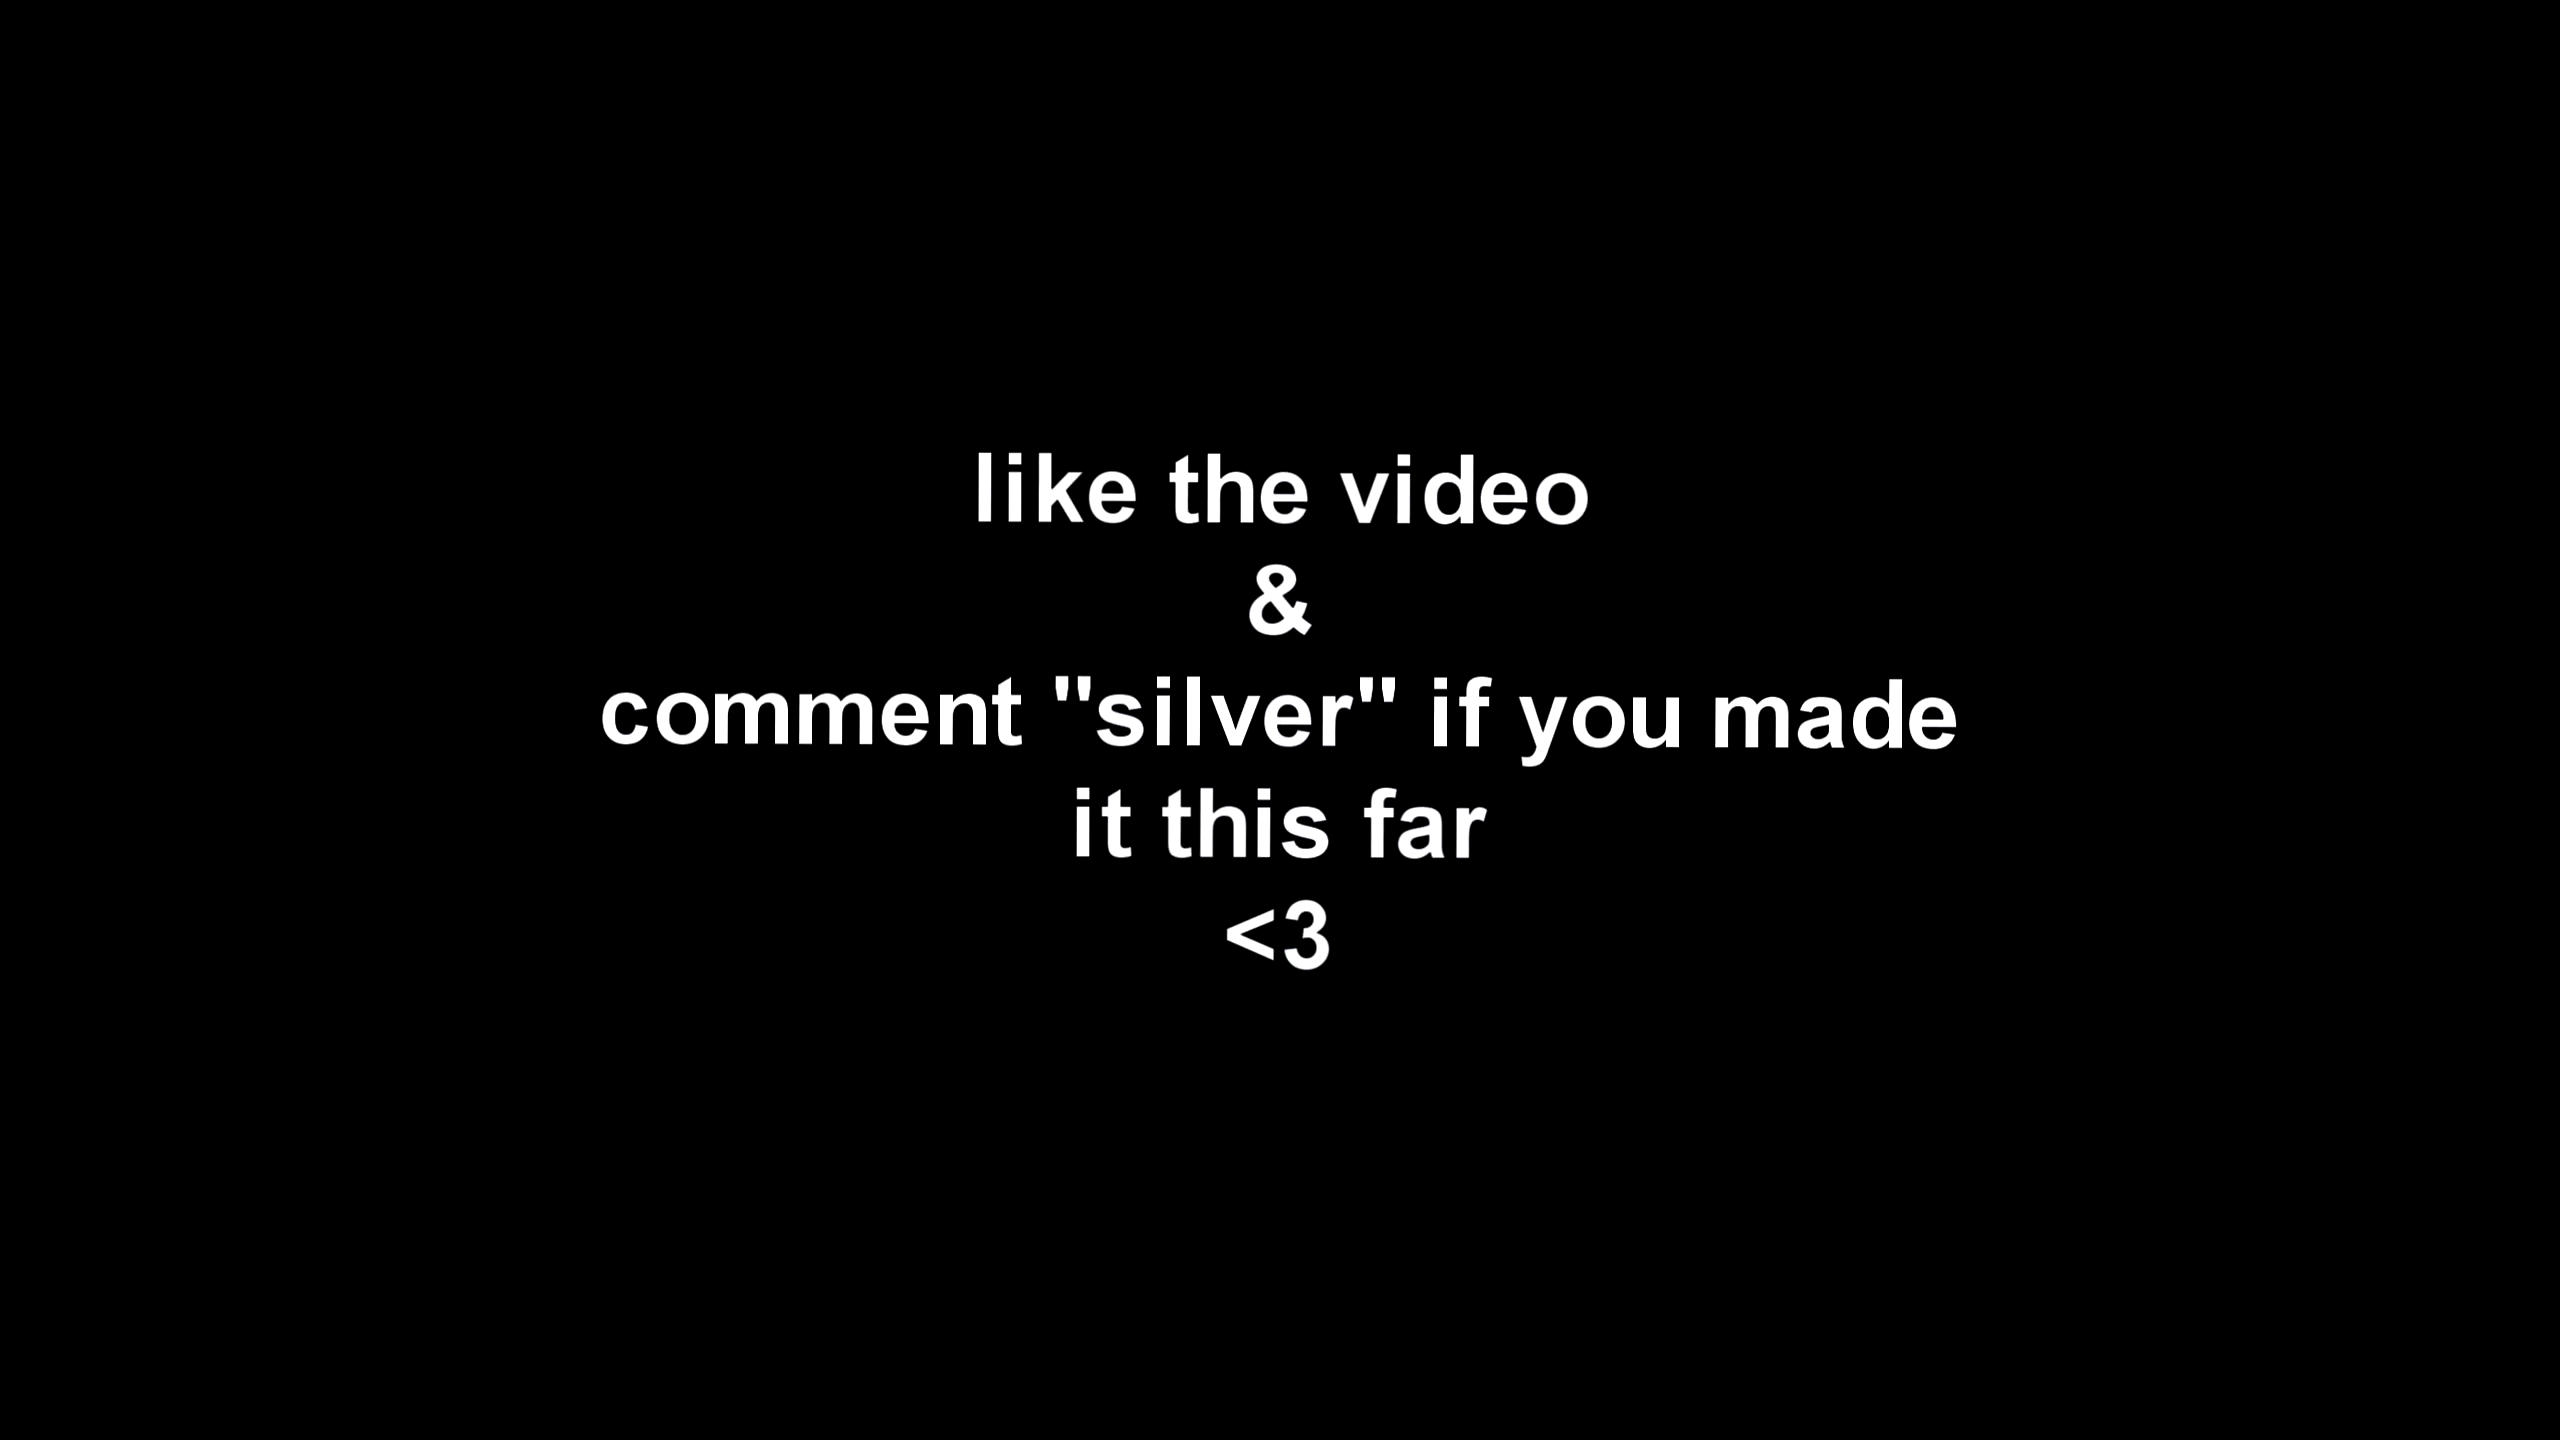 like the video
&
comment "silver" if you made
it this far
<3